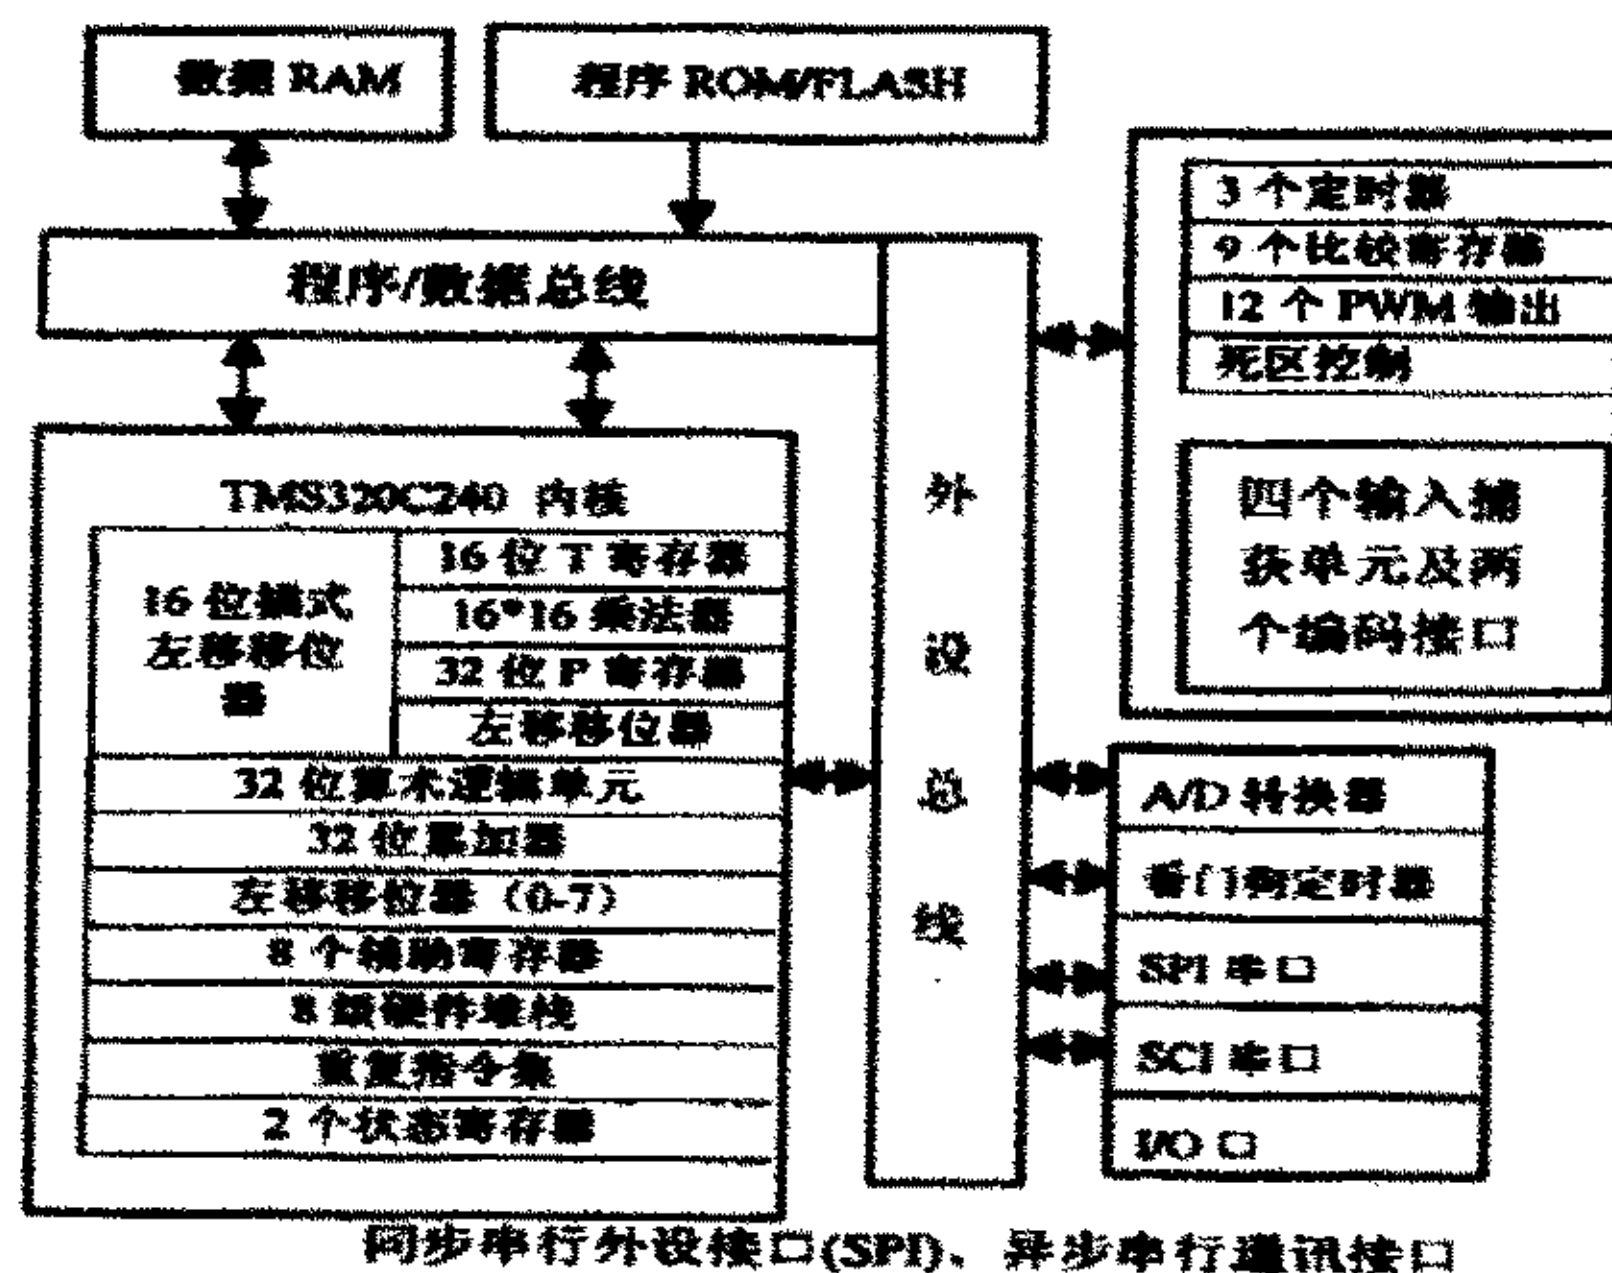 数据 RAM
程序 ROM/FLASH
程序/数据总线
3 个定时器
9 个比较寄存器
12 个 PWM 输出
死区控制
四个输入捕
获单元及两
个编码接口
TMS320C240 内核
16 位桶式
左移移位
器
16 位 T 寄存器
16*16 乘法器
32 位 P 寄存器
左移移位器
32 位算术逻辑单元
32 位累加器
左移移位器（0-7）
8 个辅助寄存器
8 级硬件堆栈
重复指令集
2 个状态寄存器
外
设
总
线
A/D 转换器
看门狗定时器
SPI 串口
SCI 串口
I/O 口
同步串行外设接口(SPI)、异步串行通讯接口